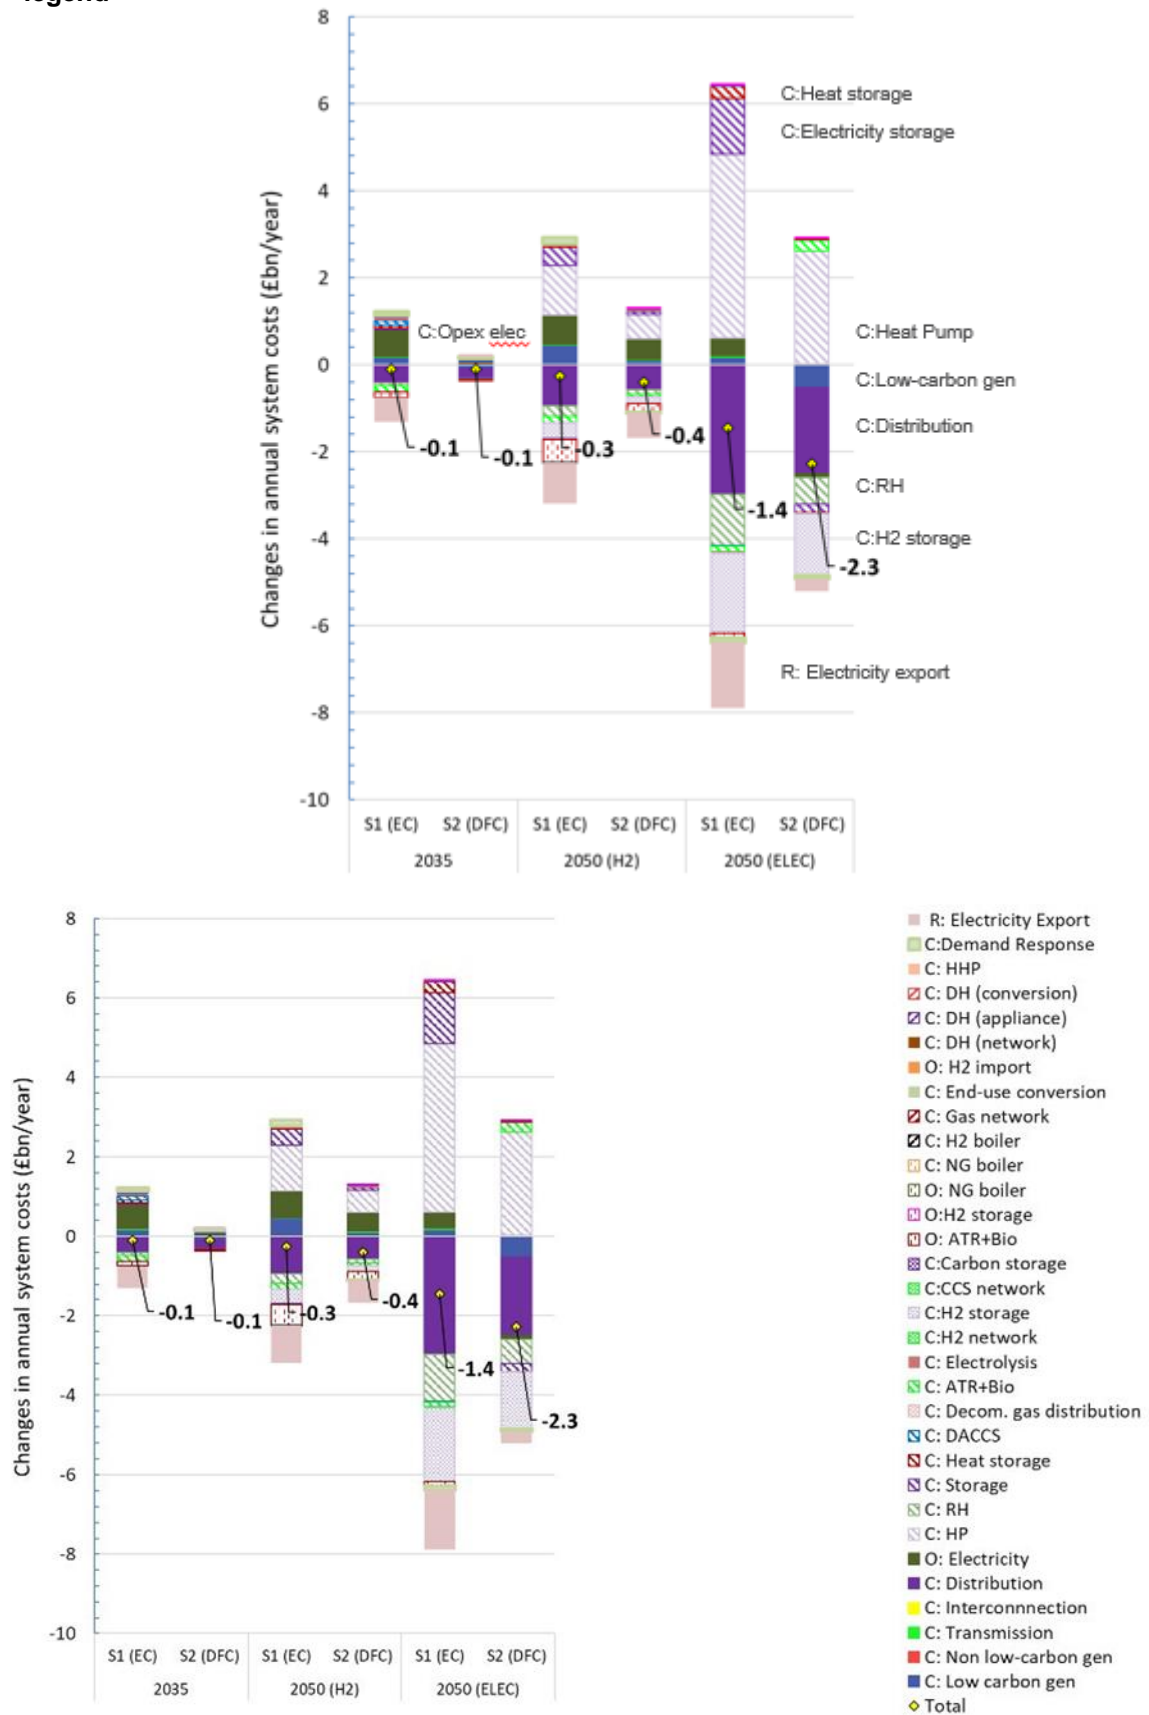 legend
8
C:Heat storage
6
C:Electricity storage
4
2
C:Opex elec
C:Heat Pump
0
C:Low-carbon gen
C:Distribution
-0.1
-0.1
-0.3
-0.4
-2
C:RH
-1.4
-4
C:H2 storage
-2.3
-6
R: Electricity export
-8
-10
Changes in annual system costs (£bn/year)
S1 (EC) S2 (DFC) S1 (EC) S2 (DFC) S1 (EC) S2 (DFC)
2035 2050 (H2) 2050 (ELEC)
8
6
4
2
0
-2
-4
-6
-8
-10
Changes in annual system costs (£bn/year)
-0.1
-0.1
-0.3
-0.4
-1.4
-2.3
S1 (EC) S2 (DFC) S1 (EC) S2 (DFC) S1 (EC) S2 (DFC)
2035 2050 (H2) 2050 (ELEC)
R: Electricity Export
C:Demand Response
C: HHP
C: DH (conversion)
C: DH (appliance)
C: DH (network)
O: H2 import
C: End-use conversion
C: Gas network
C: H2 boiler
C: NG boiler
O: NG boiler
O:H2 storage
O: ATR+Bio
C:Carbon storage
C:CCS network
C:H2 storage
C:H2 network
C: Electrolysis
C: ATR+Bio
C: Decom. gas distribution
C: DACCS
C: Heat storage
C: Storage
C: RH
C: HP
O: Electricity
C: Distribution
C: Interconnnection
C: Transmission
C: Non low-carbon gen
C: Low carbon gen
Total